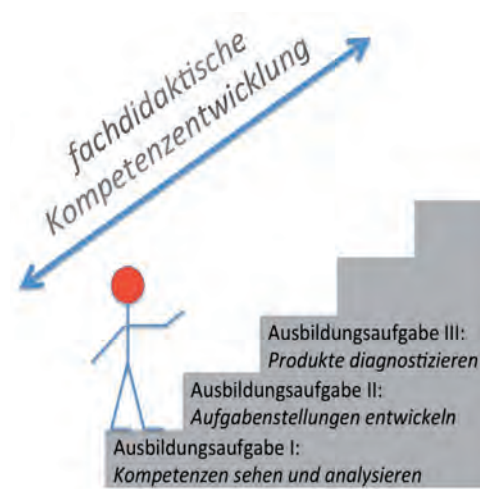 fachdidaktische
Kompetenzentwicklung
Ausbildungsaufgabe III:
Produkte diagnostizieren
Ausbildungsaufgabe II:
Aufgabenstellungen entwickeln
Ausbildungsaufgabe I:
Kompetenzen sehen und analysieren